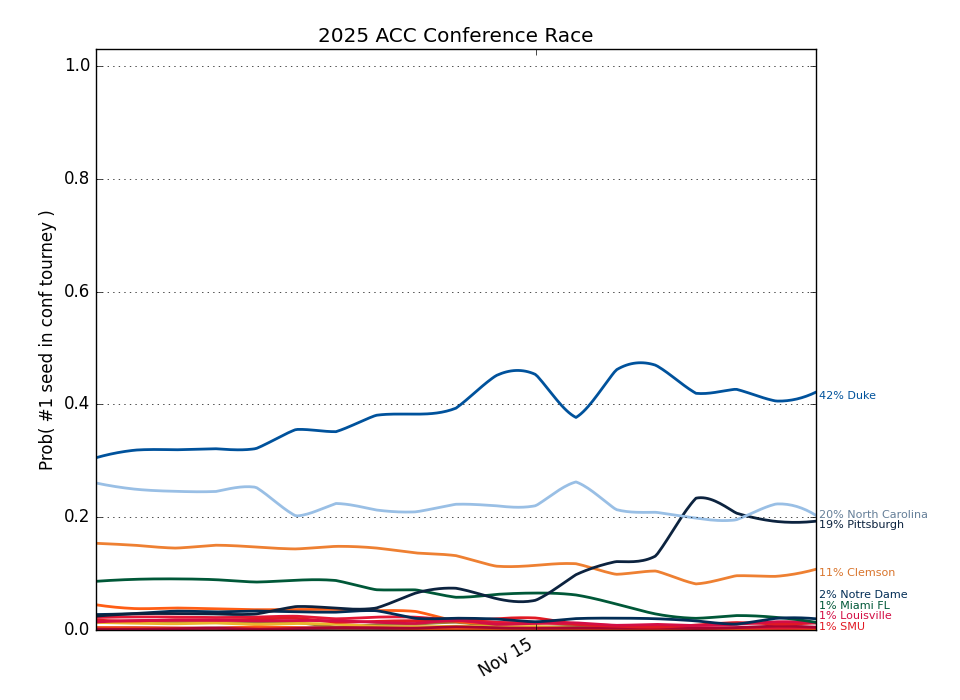 2025 ACC Conference Race
Prob( #1 seed in conf tourney )
1.0
0.8
0.6
0.4
0.2
0.0
Nov 15
42% Duke
20% North Carolina
19% Pittsburgh
11% Clemson
2% Notre Dame
1% Miami FL
1% Louisville
1% SMU